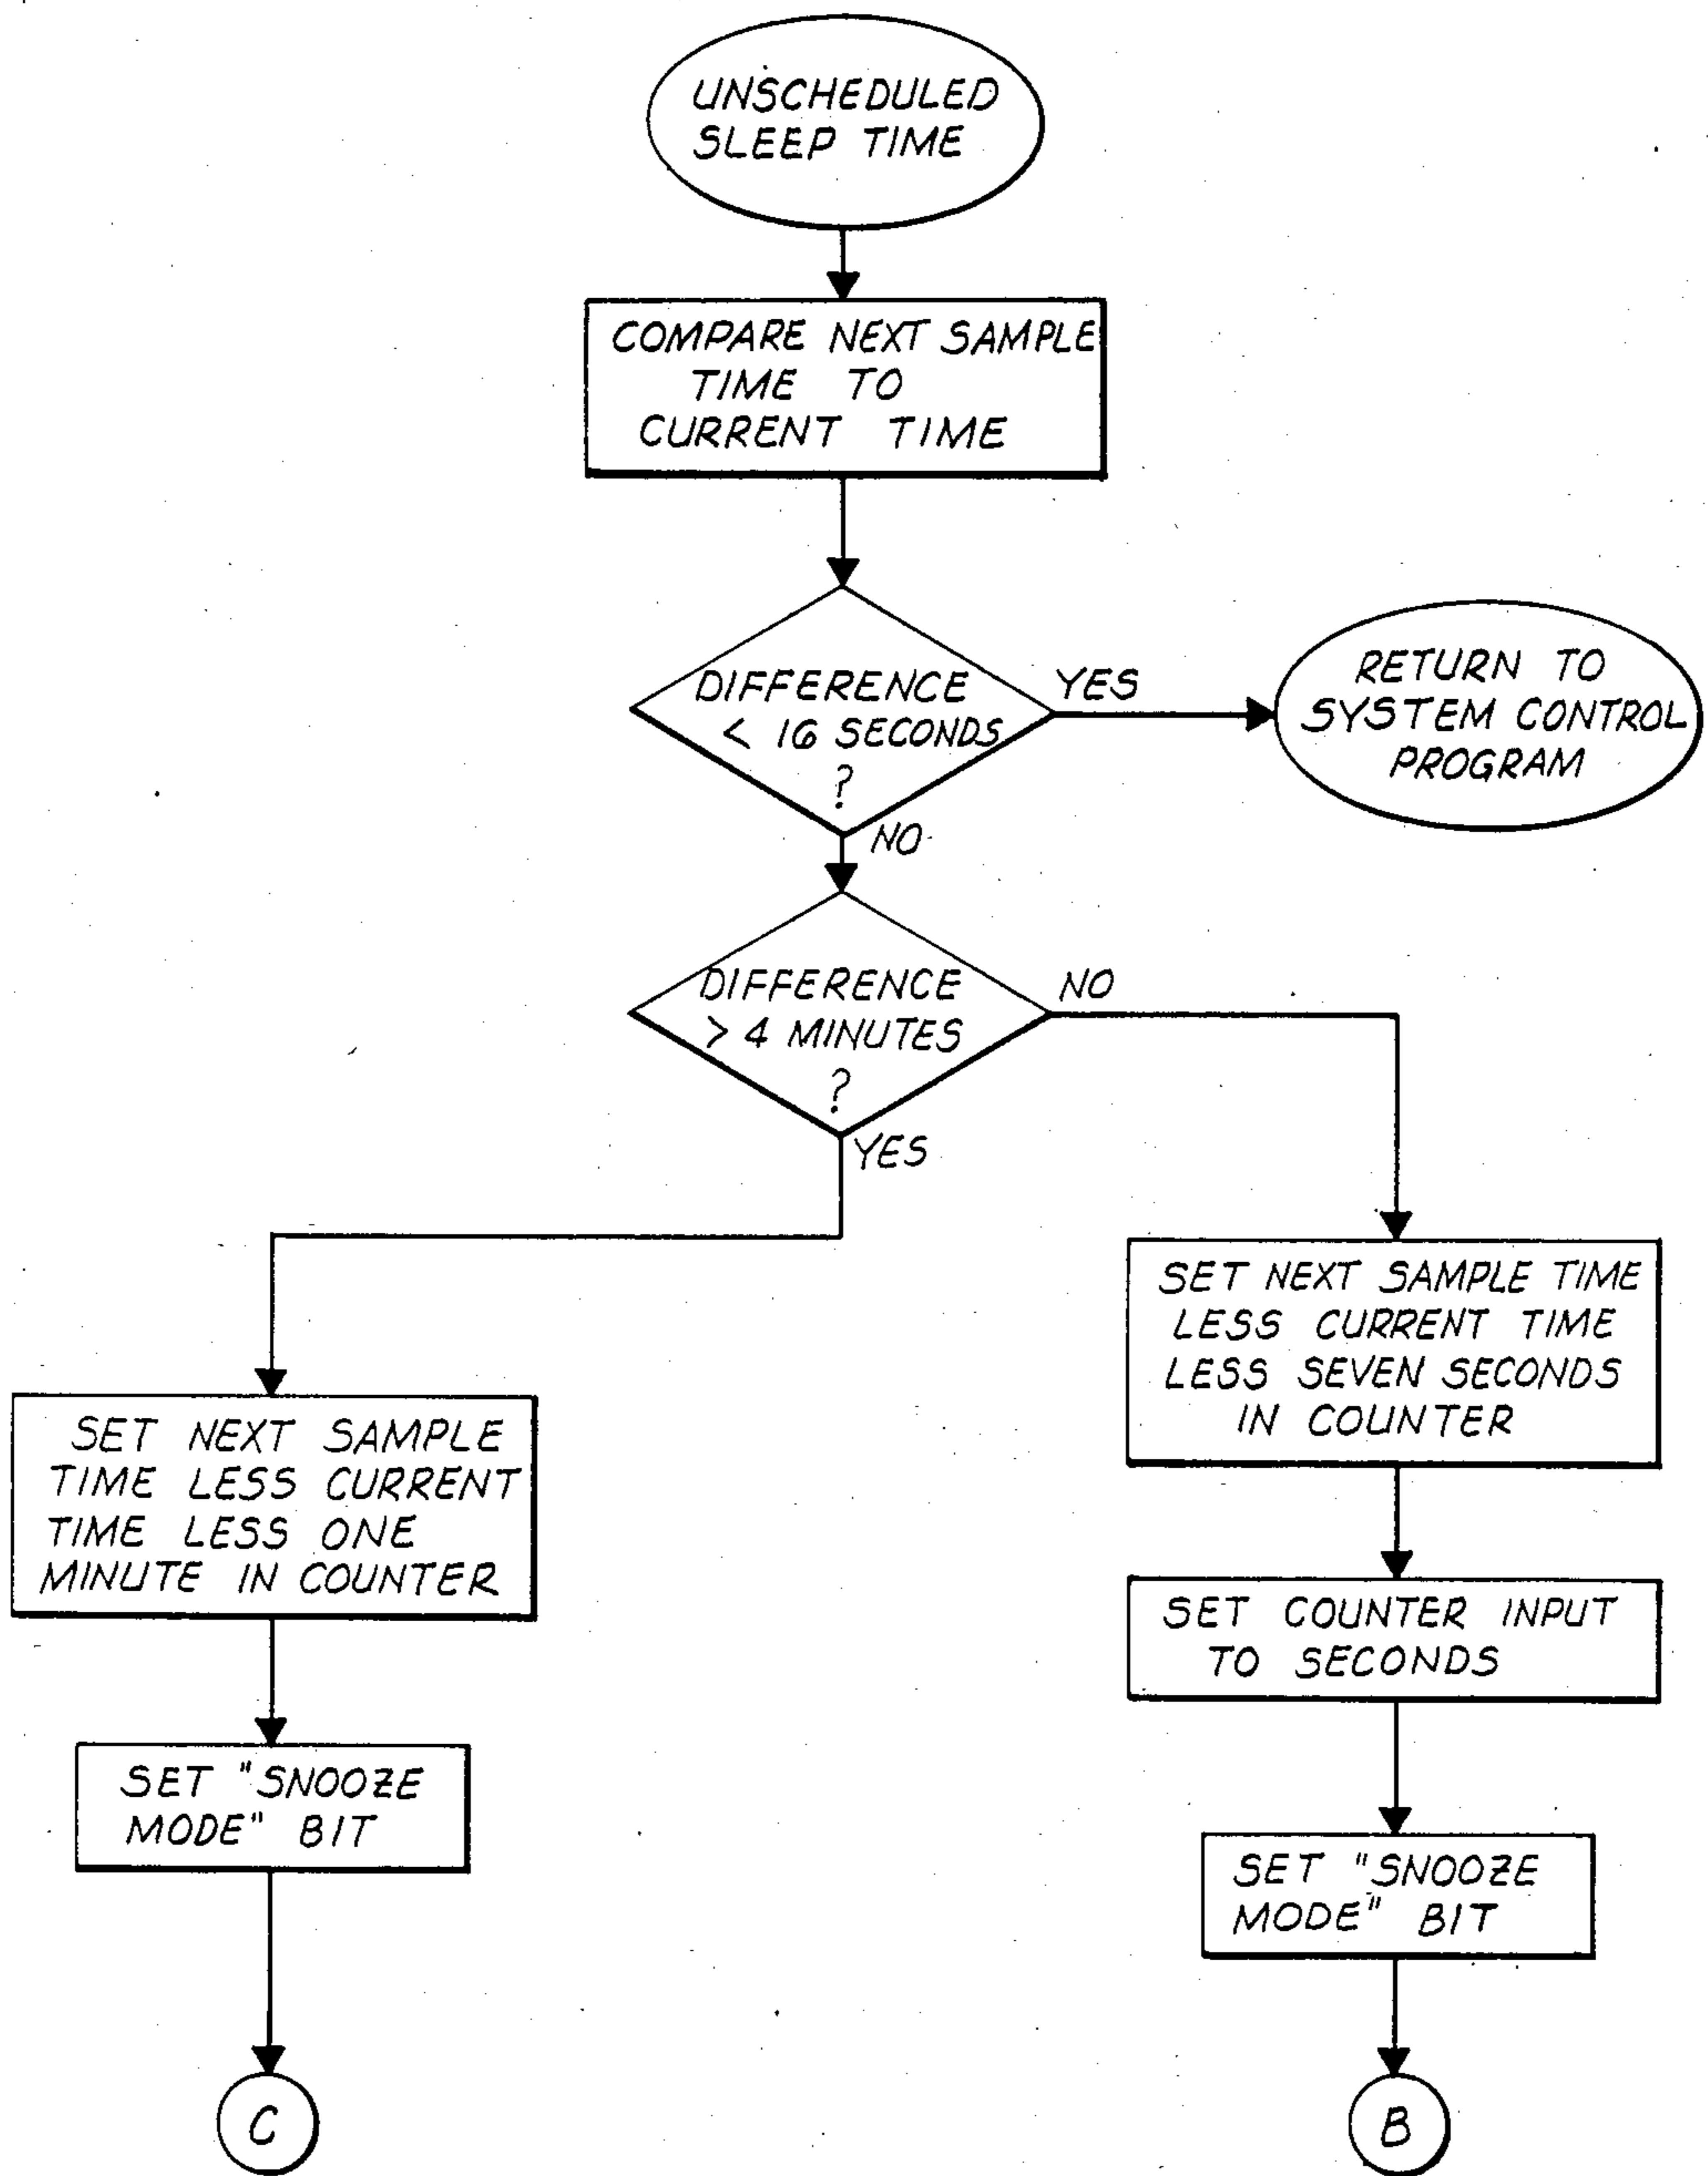 UNSCHEDULED
SLEEP TIME
COMPARE NEXT SAMPLE
TIME TO
CURRENT TIME
DIFFERENCE
< 16 SECONDS
?
YES
RETURN TO
SYSTEM CONTROL
PROGRAM
NO
DIFFERENCE
> 4 MINUTES
?
NO
YES
SET NEXT SAMPLE TIME
LESS CURRENT TIME
LESS SEVEN SECONDS
IN COUNTER
SET NEXT SAMPLE
TIME LESS CURRENT
TIME LESS ONE
MINUTE IN COUNTER
SET COUNTER INPUT
TO SECONDS
SET "SNOOZE
MODE" BIT
SET "SNOOZE
MODE" BIT
C
B